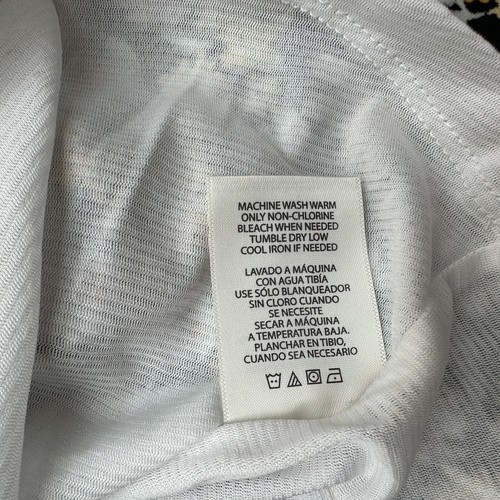 MACHINE WASH WARM
ONLY NON-CHLORINE
BLEACH WHEN NEEDED
TUMBLE DRY LOW
COOL IRON IF NEEDED
LAVADO A MÁQUINA
CON AGUA TIBÍA
USE SÓLO BLANQUEADOR
SIN CLORO CUANDO
SE NECESITE
SECAR A MÁQUINA
A TEMPERATURA BAJA.
PLANCHAR EN TIBIO,
CUANDO SEA NECESARIO